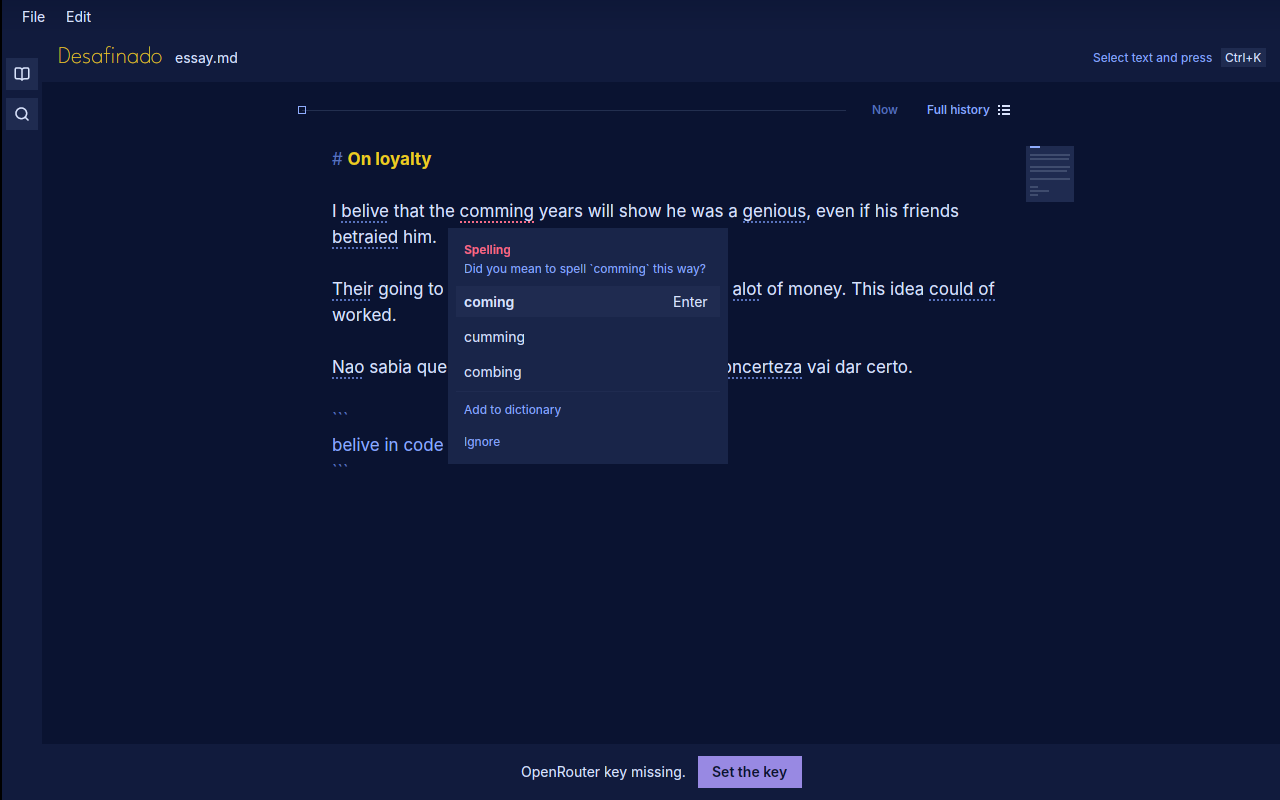 File Edit
Desafinado essay.md Select text and press Ctrl+K
Now Full history
# On loyalty
I belive that the comming years will show he was a genious, even if his friends
betraied him.
Spelling
Did you mean to spell `comming` this way?
Their going to alot of money. This idea could of
coming Enter
worked.
cumming
Nao sabia que oncerteza vai dar certo.
combing
```
Add to dictionary
belive in code
Ignore
```
OpenRouter key missing. Set the key